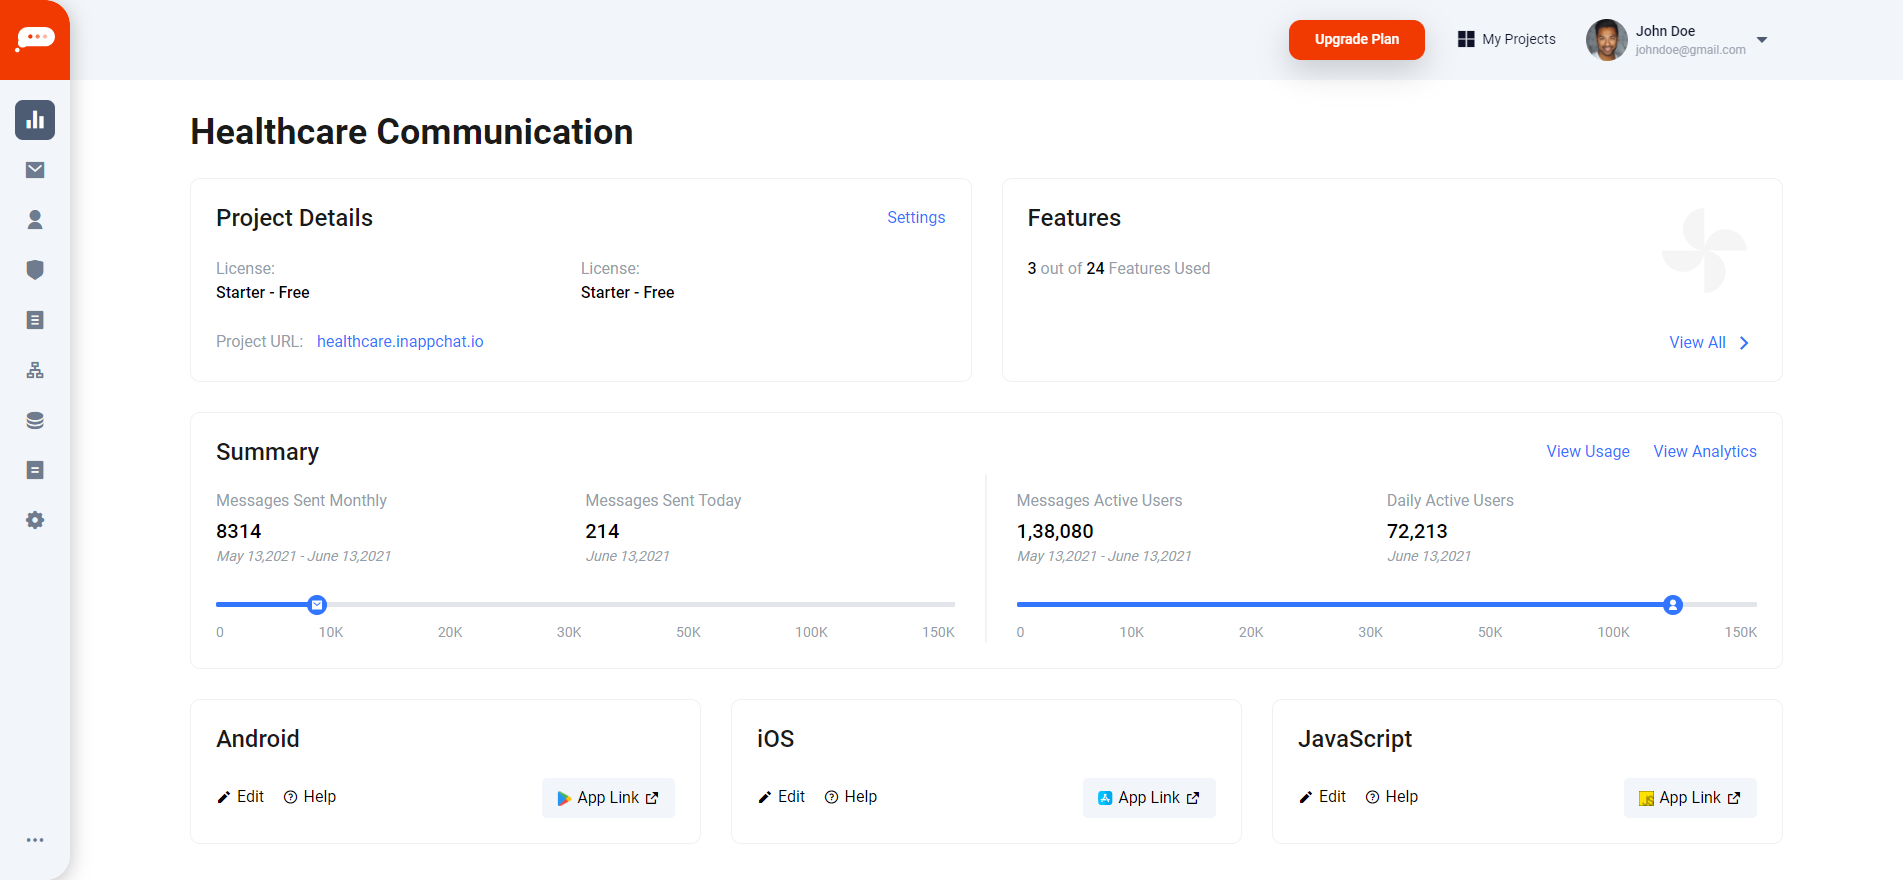 Upgrade Plan
My Projects
John Doe
johndoe@gmail.com
Healthcare Communication
Project Details
Settings
License:
Starter - Free
License:
Starter - Free
Project URL: healthcare.inappchat.io
Features
3 out of 24 Features Used
View All
Summary
View Usage
View Analytics
Messages Sent Monthly
8314
May 13,2021 - June 13,2021
Messages Sent Today
214
June 13,2021
0 10K 20K 30K 50K 100K 150K
Messages Active Users
1,38,080
May 13,2021 - June 13,2021
Daily Active Users
72,213
June 13,2021
0 10K 20K 30K 50K 100K 150K
Android
Edit Help App Link
iOS
Edit Help App Link
JavaScript
Edit Help JS App Link